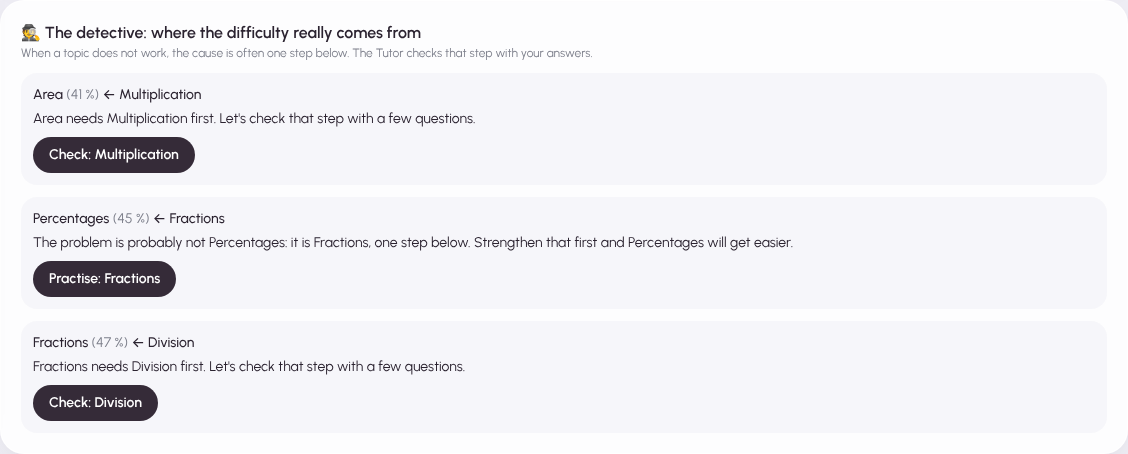 🕵️ The detective: where the difficulty really comes from
When a topic does not work, the cause is often one step below. The Tutor checks that step with your answers.
Area (41 %) ← Multiplication
Area needs Multiplication first. Let's check that step with a few questions.
Check: Multiplication
Percentages (45 %) ← Fractions
The problem is probably not Percentages: it is Fractions, one step below. Strengthen that first and Percentages will get easier.
Practise: Fractions
Fractions (47 %) ← Division
Fractions needs Division first. Let's check that step with a few questions.
Check: Division